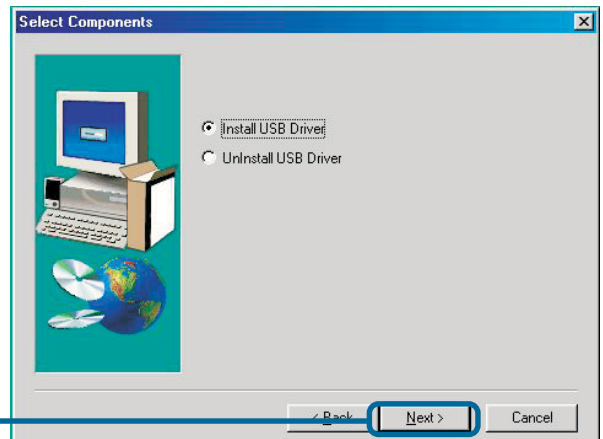 Select Components
Install USB Driver
UnInstall USB Driver
< Back
Next >
Cancel